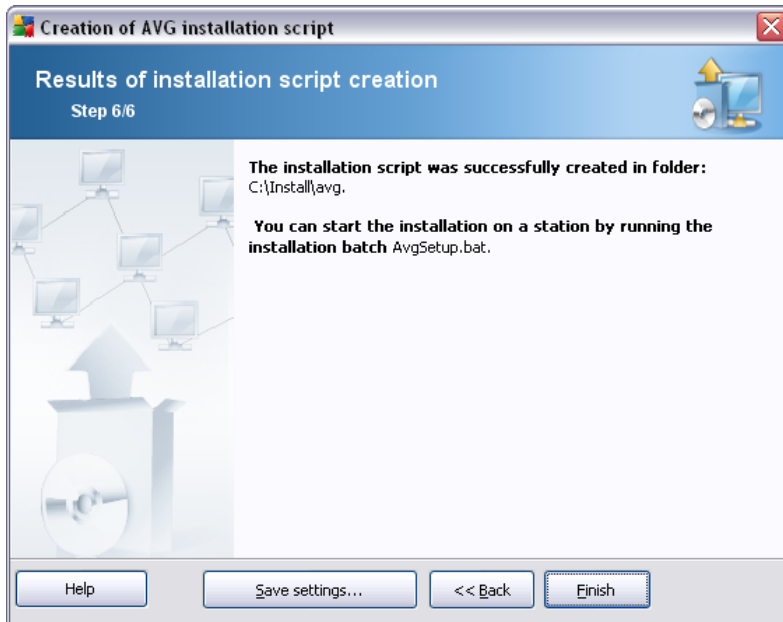 Creation of AVG installation script
Results of installation script creation
Step 6/6
The installation script was successfully created in folder:
C:\Install\avg.
You can start the installation on a station by running the
installation batch AvgSetup.bat.
Help
Save settings...
<< Back
Finish